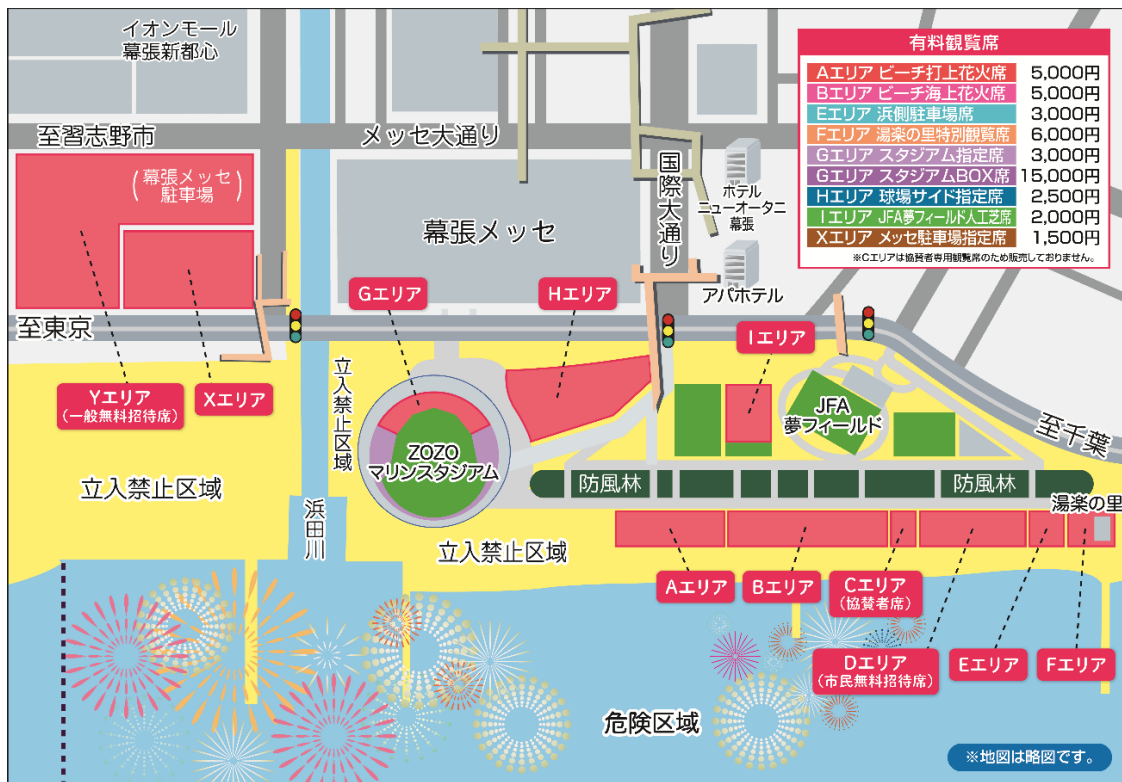 イオンモール
幕張新都心
有料観覧席
Aエリア ビーチ打上花火席 5,000円
Bエリア ビーチ海上花火席 5,000円
Eエリア 浜側駐車場席 3,000円
Fエリア 湯楽の里特別観覧席 6,000円
Gエリア スタジアム指定席 3,000円
Gエリア スタジアムBOX席 15,000円
Hエリア 球場サイド指定席 2,500円
Iエリア JFA夢フィールド人工芝席 2,000円
Xエリア メッセ駐車場指定席 1,500円
※Cエリアは協賛者専用観覧席のため販売しておりません。
至習志野市
メッセ大通り
(幕張メッセ
駐車場)
国際大通り
ホテル
ニューオータニ
幕張
幕張メッセ
アパホテル
Gエリア
Hエリア
至東京
Iエリア
Yエリア
(一般無料招待席)
Xエリア
立入禁止区域
JFA
夢フィールド
至千葉
ZOZO
マリンスタジアム
立入禁止区域
防風林
防風林
湯楽の里
浜田川
立入禁止区域
Aエリア
Bエリア
Cエリア
(協賛者席)
Dエリア
(市民無料招待席)
Eエリア
Fエリア
危険区域
※地図は略図です。